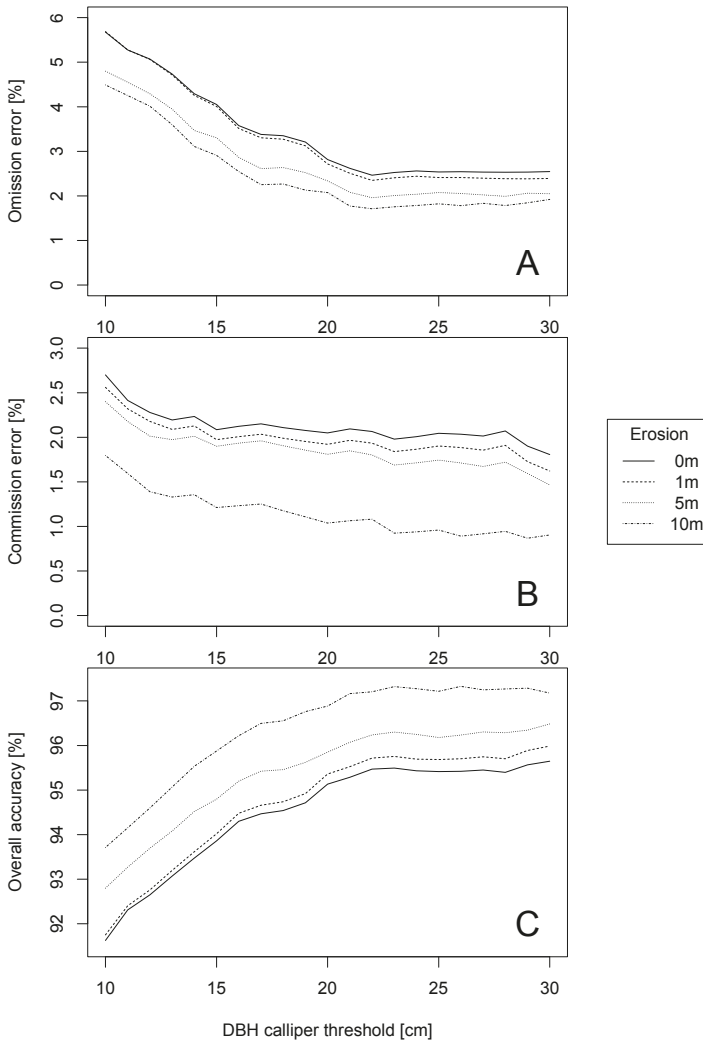 Omission error [%]
0 1 2 3 4 5 6
A
10 15 20 25 30
Commission error [%]
0.0 0.5 1.0 1.5 2.0 2.5 3.0
B
10 15 20 25 30
Erosion
0m
1m
5m
10m
Overall accuracy [%]
92 93 94 95 96 97
C
10 15 20 25 30
DBH calliper threshold [cm]